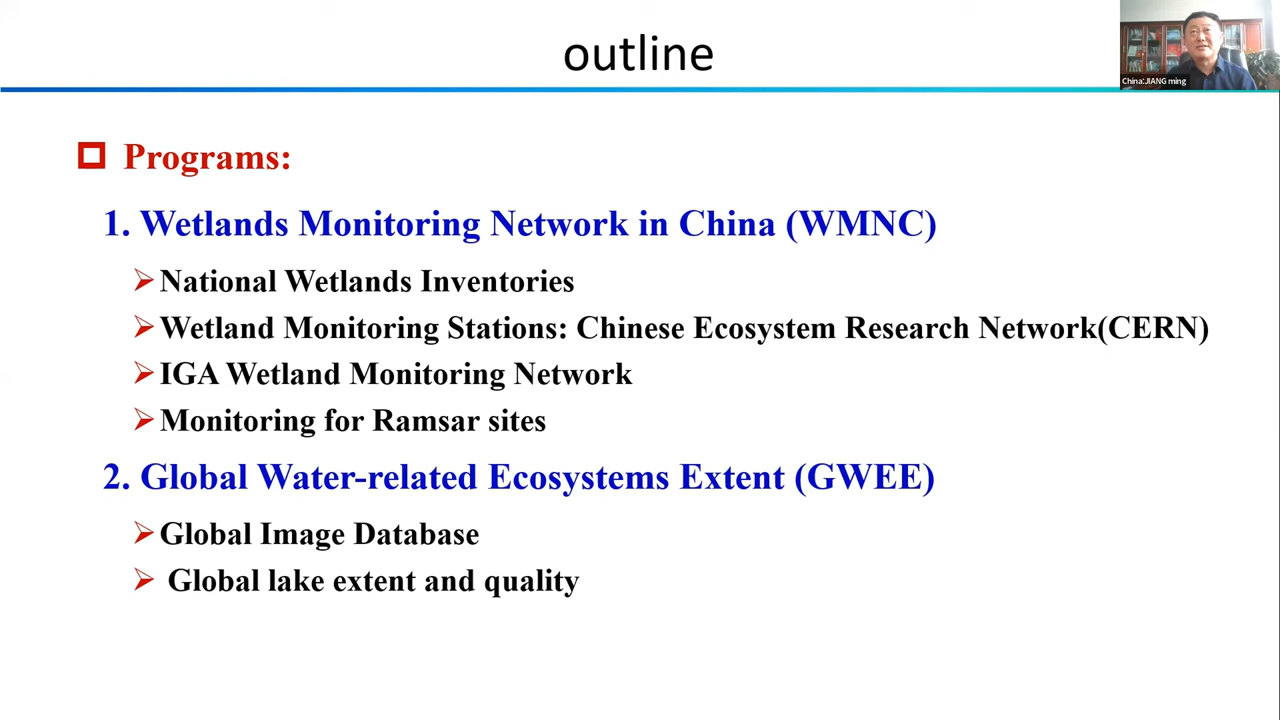 outline
China:JIANG ming
Programs:
1. Wetlands Monitoring Network in China (WMNC)
National Wetlands Inventories
Wetland Monitoring Stations: Chinese Ecosystem Research Network(CERN)
IGA Wetland Monitoring Network
Monitoring for Ramsar sites
2. Global Water-related Ecosystems Extent (GWEE)
Global Image Database
Global lake extent and quality